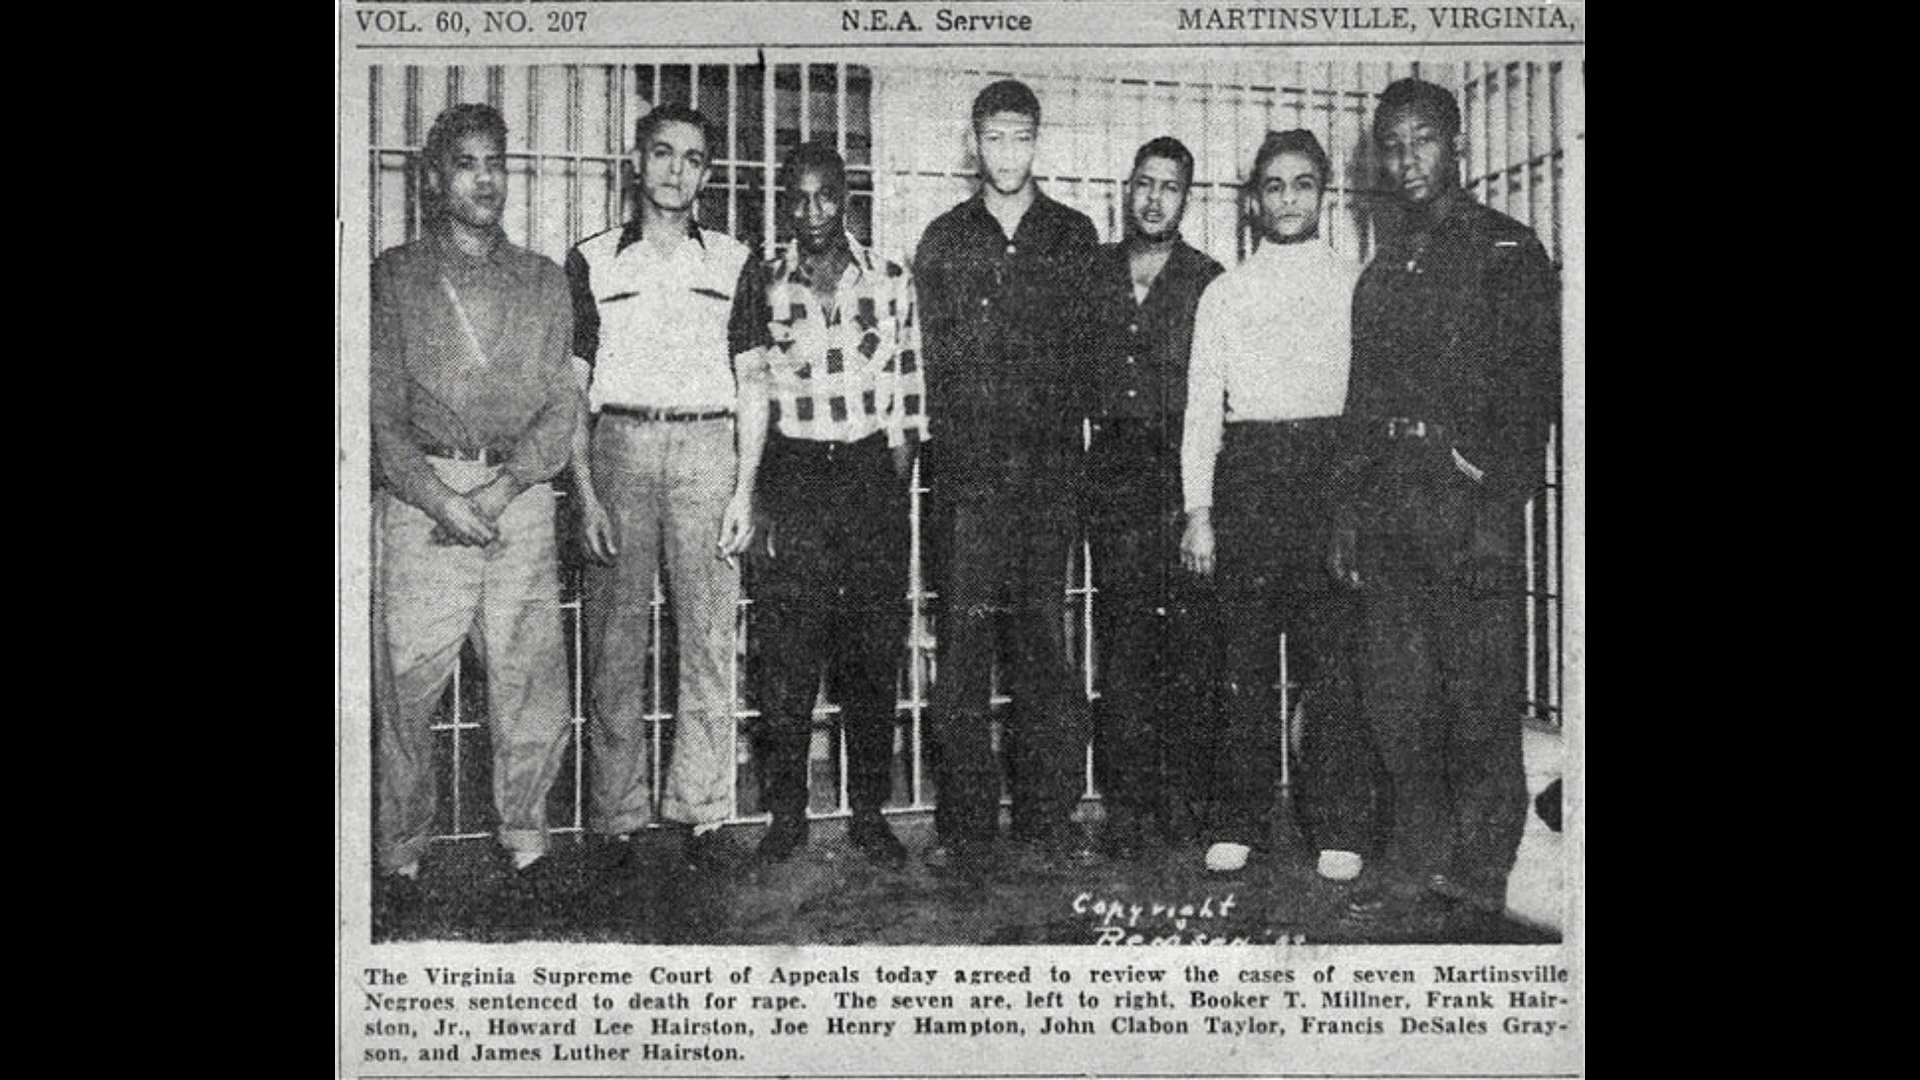 VOL. 60, NO. 207 N.E.A. Service MARTINSVILLE, VIRGINIA,
Copyright
The Virginia Supreme Court of Appeals today agreed to review the cases of seven Martinsville
Negroes sentenced to death for rape. The seven are, left to right, Booker T. Millner, Frank Hair-
ston, Jr., Howard Lee Hairston, Joe Henry Hampton, John Clabon Taylor, Francis DeSales Gray-
son, and James Luther Hairston.